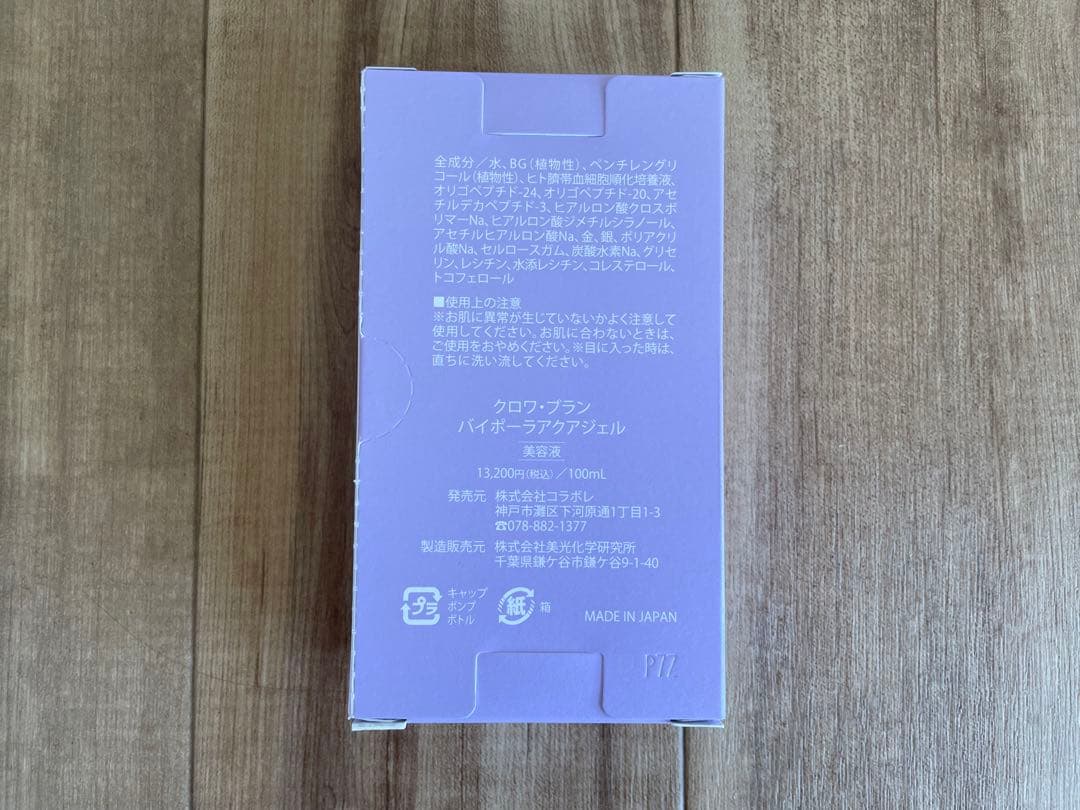 全成分／水、BG(植物性)、ペンチレングリ
コール(植物性)、ヒト臍帯血細胞順化培養液、
オリゴペプチド-24、オリゴペプチド-20、アセ
チルデカペプチド-3、ヒアルロン酸クロスポ
リマーNa、ヒアルロン酸ジメチルシラノール、
アセチルヒアルロン酸Na、金、銀、ポリアクリ
ル酸Na、セルロースガム、炭酸水素Na、グリセ
リン、レシチン、水添レシチン、コレステロール、
トコフェロール
■使用上の注意
※お肌に異常が生じていないかよく注意して
使用してください。お肌に合わないときは、
ご使用をおやめください。※目に入った時は、
直ちに洗い流してください。
クロワ・ブラン
バイポーラアクアジェル
美容液
13,200円(税込)／100mL
発売元 株式会社コラボレ
神戸市灘区下河原通1丁目1-3
☎078-882-1377
製造販売元 株式会社美光化学研究所
千葉県鎌ケ谷市鎌ケ谷9-1-40
プラ
キャップ
ポンプ
ボトル
紙 箱
MADE IN JAPAN
P7Z